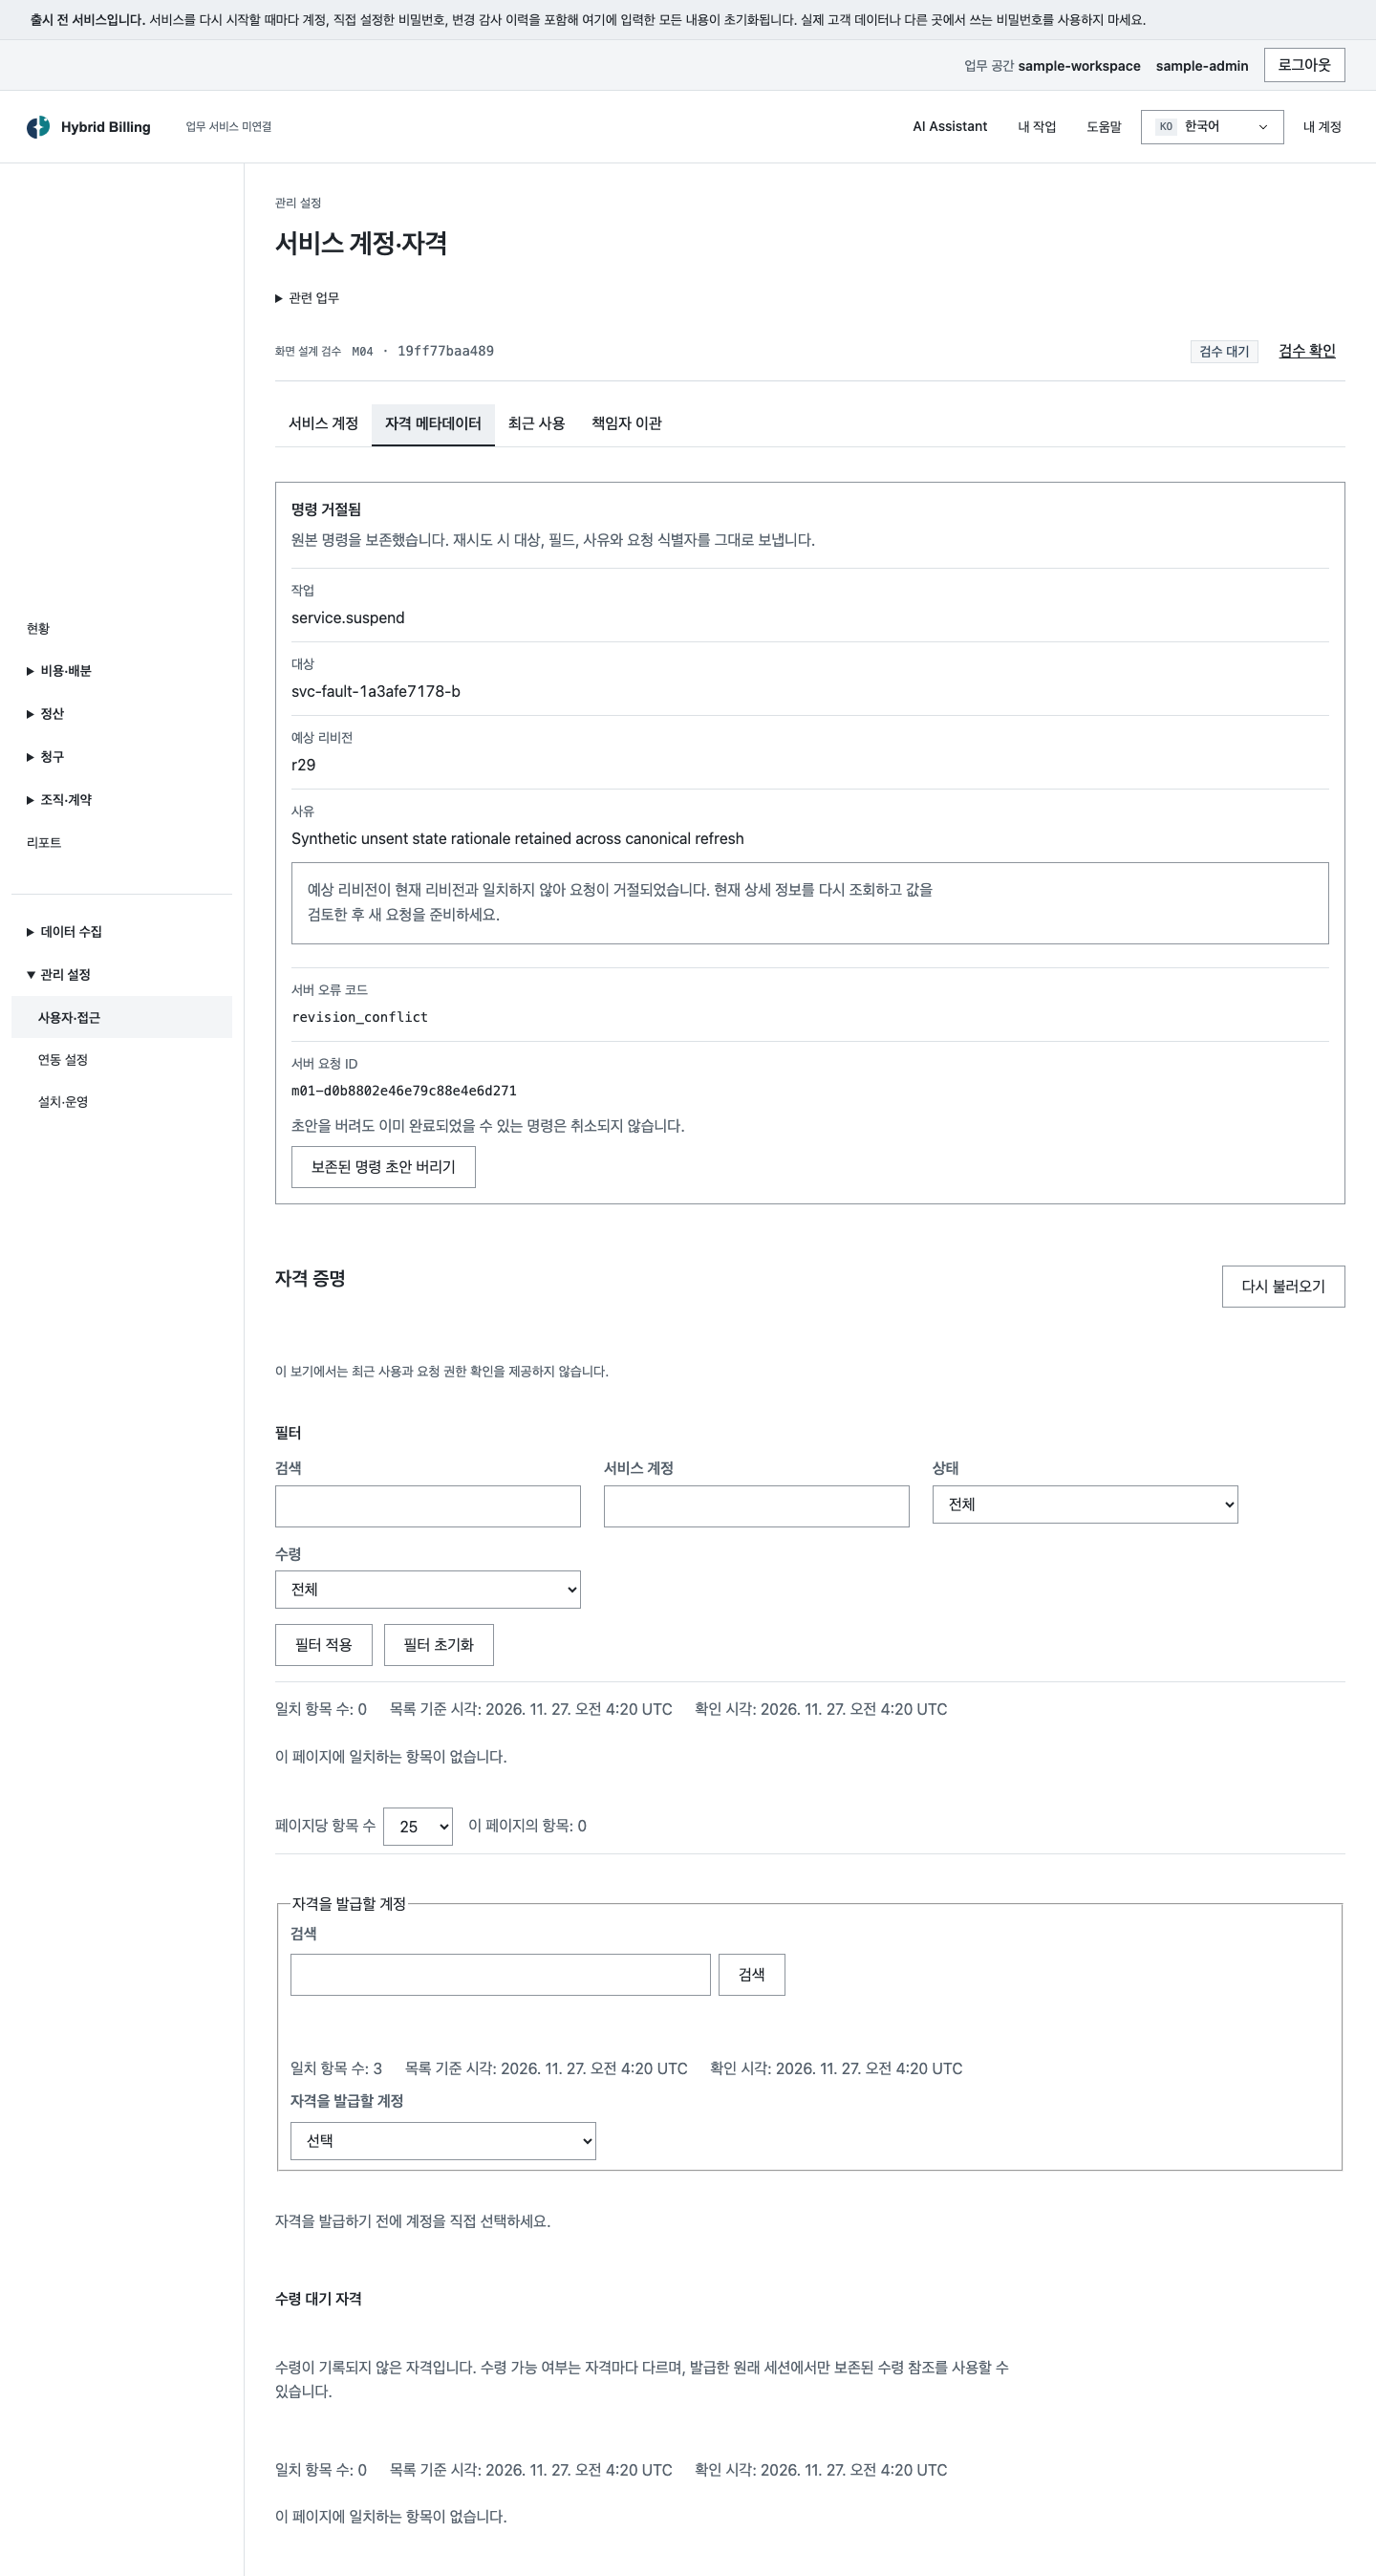 출시 전 서비스입니다. 서비스를 다시 시작할 때마다 계정, 직접 설정한 비밀번호, 변경 감사 이력을 포함해 여기에 입력한 모든 내용이 초기화됩니다. 실제 고객 데이터나 다른 곳에서 쓰는 비밀번호를 사용하지 마세요.
업무 공간 sample-workspace sample-admin 로그아웃
Hybrid Billing 업무 서비스 미연결 AI Assistant 내 작업 도움말 KO 한국어 내 계정
관리 설정
서비스 계정·자격
관련 업무
화면 설계 검수 M04 · 19ff77baa489 검수 대기 검수 확인
서비스 계정 자격 메타데이터 최근 사용 책임자 이관
명령 거절됨
원본 명령을 보존했습니다. 재시도 시 대상, 필드, 사유와 요청 식별자를 그대로 보냅니다.
작업
service.suspend
대상
svc-fault-1a3afe7178-b
예상 리비전
r29
사유
Synthetic unsent state rationale retained across canonical refresh
예상 리비전이 현재 리비전과 일치하지 않아 요청이 거절되었습니다. 현재 상세 정보를 다시 조회하고 값을
검토한 후 새 요청을 준비하세요.
서버 오류 코드
revision_conflict
서버 요청 ID
m01-d0b8802e46e79c88e4e6d271
초안을 버려도 이미 완료되었을 수 있는 명령은 취소되지 않습니다.
보존된 명령 초안 버리기
현황
비용·배분
정산
청구
조직·계약
리포트
데이터 수집
관리 설정
사용자·접근
연동 설정
설치·운영
자격 증명
다시 불러오기
이 보기에서는 최근 사용과 요청 권한 확인을 제공하지 않습니다.
필터
검색 서비스 계정 상태
전체
수령
전체
필터 적용 필터 초기화
일치 항목 수: 0 목록 기준 시각: 2026. 11. 27. 오전 4:20 UTC 확인 시각: 2026. 11. 27. 오전 4:20 UTC
이 페이지에 일치하는 항목이 없습니다.
페이지당 항목 수 25 이 페이지의 항목: 0
자격을 발급할 계정
검색
검색
일치 항목 수: 3 목록 기준 시각: 2026. 11. 27. 오전 4:20 UTC 확인 시각: 2026. 11. 27. 오전 4:20 UTC
자격을 발급할 계정
선택
자격을 발급하기 전에 계정을 직접 선택하세요.
수령 대기 자격
수령이 기록되지 않은 자격입니다. 수령 가능 여부는 자격마다 다르며, 발급한 원래 세션에서만 보존된 수령 참조를 사용할 수
있습니다.
일치 항목 수: 0 목록 기준 시각: 2026. 11. 27. 오전 4:20 UTC 확인 시각: 2026. 11. 27. 오전 4:20 UTC
이 페이지에 일치하는 항목이 없습니다.